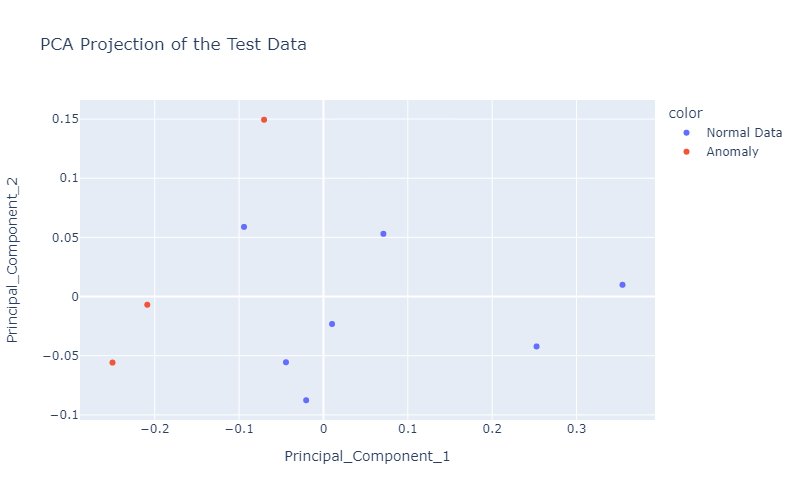 PCA Projection of the Test Data
color
Normal Data
Anomaly
Principal_Component_2
0.15
0.1
0.05
0
−0.05
−0.1
−0.2
−0.1
0
0.1
0.2
0.3
Principal_Component_1